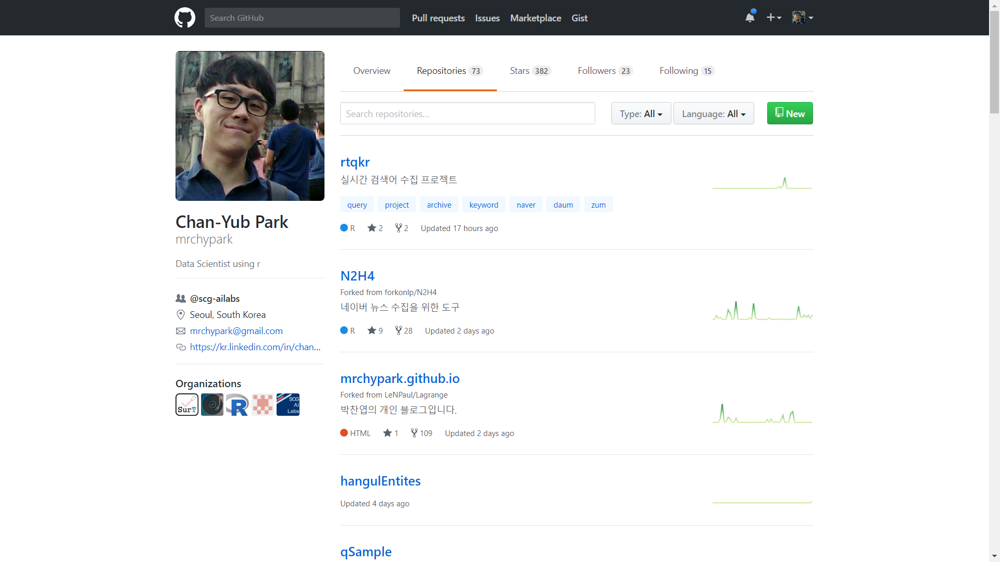 Search GitHub
Pull requests Issues Marketplace Gist
Overview Repositories 73 Stars 382 Followers 23 Following 15
Search repositories...
Type: All Language: All New
Chan-Yub Park
mrchypark
Data Scientist using r
@scg-ailabs
Seoul, South Korea
mrchypark@gmail.com
https://kr.linkedin.com/in/chan...
Organizations
SurT
R
SCG
AI
Labs
rtqkr
실시간 검색어 수집 프로젝트
query project archive keyword naver daum zum
R 2 2 Updated 17 hours ago
N2H4
Forked from forkonlp/N2H4
네이버 뉴스 수집을 위한 도구
R 9 28 Updated 2 days ago
mrchypark.github.io
Forked from LeNPaul/Lagrange
박찬엽의 개인 블로그입니다.
HTML 1 109 Updated 2 days ago
hangulEntites
Updated 4 days ago
qSample